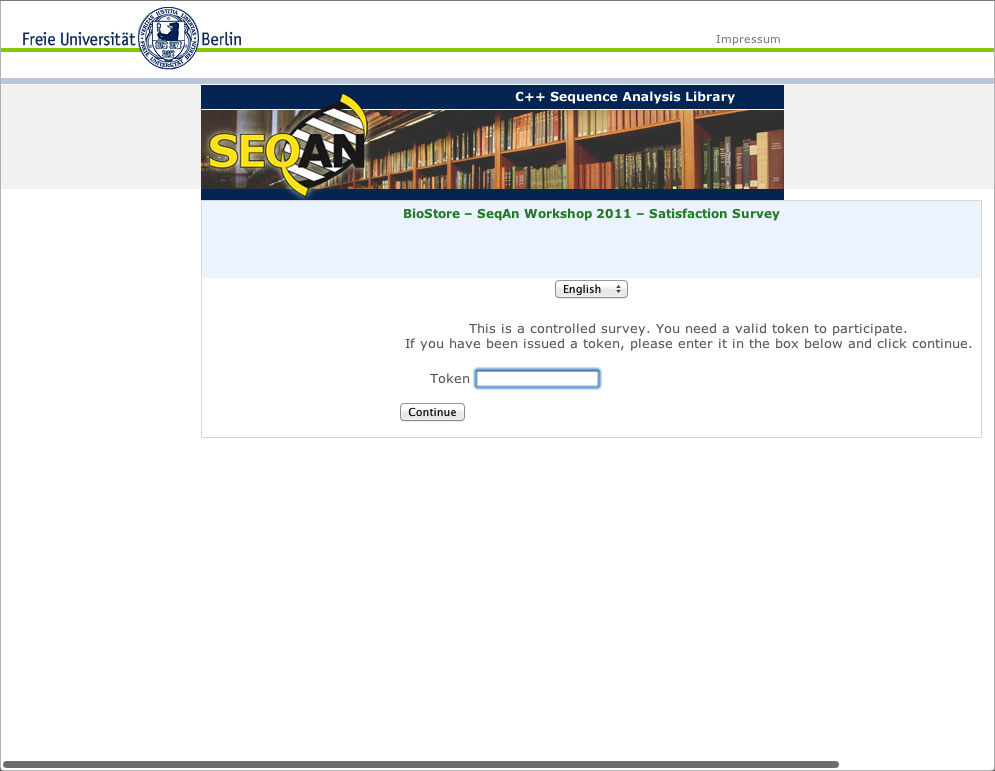 Freie Universität Berlin
Impressum
C++ Sequence Analysis Library
SEQAN
BioStore – SeqAn Workshop 2011 – Satisfaction Survey
English
This is a controlled survey. You need a valid token to participate.
If you have been issued a token, please enter it in the box below and click continue.
Token
Continue